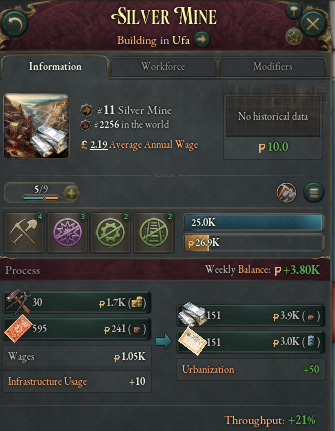 Silver Mine
Building in Ufa
Information Workforce Modifiers
#11 Silver Mine
#2256 in the world
£ 2.19 Average Annual Wage
No historical data
₽10.0
5/9
4 3 2 2
25.0K
₽26.9K
Process Weekly Balance: ₽+3.80K
30 ₽1.7K
595 ₽241
Wages ₽1.05K
Infrastructure Usage +10
151 ₽3.9K
151 ₽3.0K
Urbanization +50
Throughput: +21%